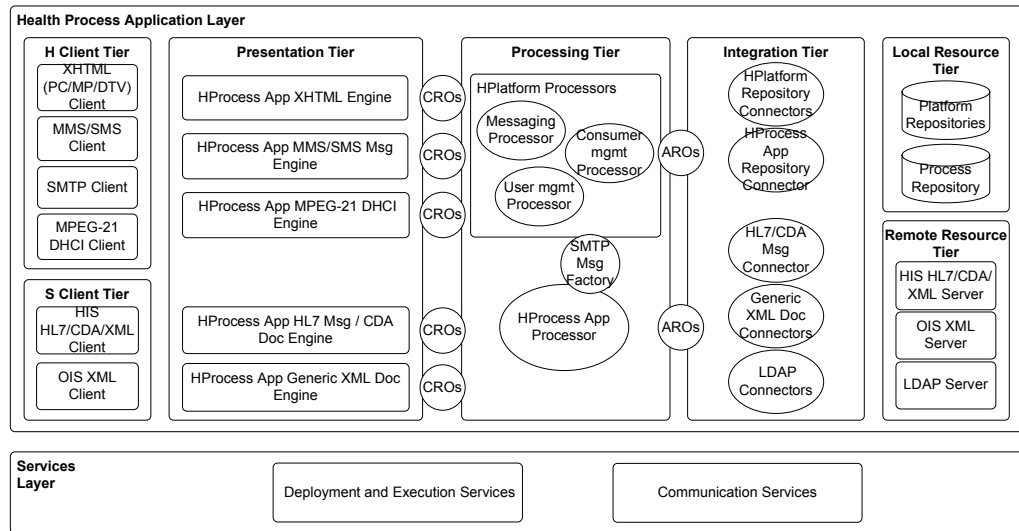 Health Process Application Layer
H Client Tier
XHTML
(PC/MP/DTV)
Client
MMS/SMS
Client
SMTP Client
MPEG-21
DHCI Client
S Client Tier
HIS
HL7/CDA/XML
Client
OIS XML
Client
Presentation Tier
HProcess App XHTML Engine
HProcess App MMS/SMS Msg
Engine
HProcess App MPEG-21 DHCI
Engine
HProcess App HL7 Msg / CDA
Doc Engine
HProcess App Generic XML Doc
Engine
CROs
CROs
CROs
CROs
CROs
Processing Tier
HPlatform Processors
Messaging
Processor
Consumer
mgmt
Processor
User mgmt
Processor
SMTP
Msg
Factory
HProcess App
Processor
AROs
AROs
Integration Tier
HPlatform
Repository
Connectors
HProcess
App
Repository
Connector
HL7/CDA
Msg
Connector
Generic
XML Doc
Connectors
LDAP
Connectors
Local Resource
Tier
Platform
Repositories
Process
Repository
Remote Resource
Tier
HIS HL7/CDA/
XML Server
OIS XML
Server
LDAP Server
Services
Layer
Deployment and Execution Services
Communication Services